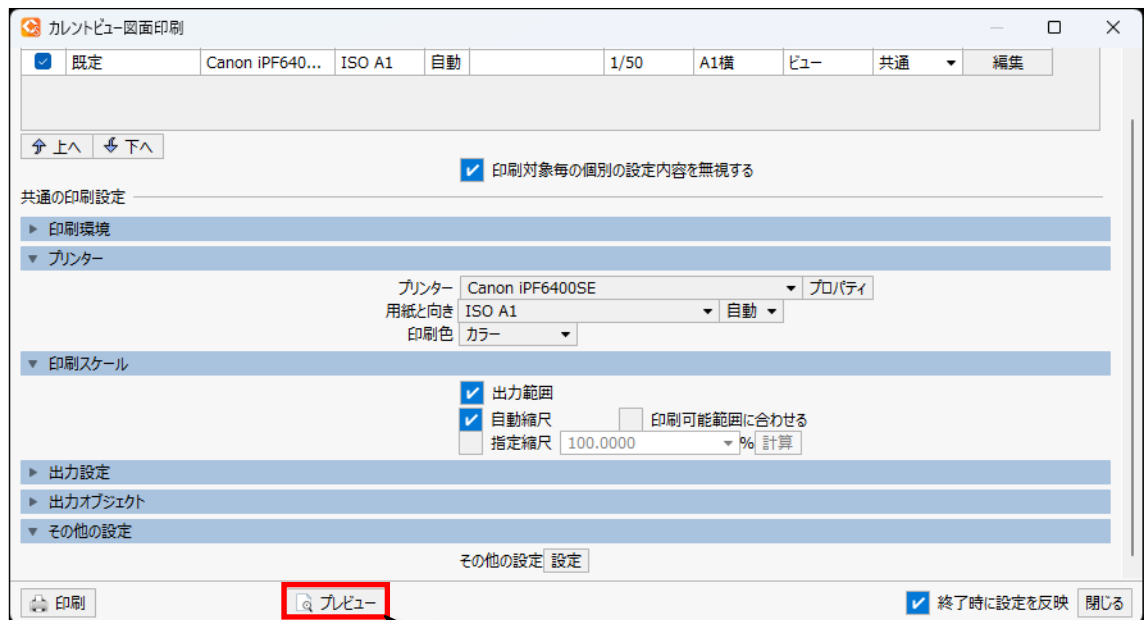 カレントビュー図面印刷
既定 Canon iPF640... ISO A1 自動 1/50 A1横 ビュー 共通 編集
上へ 下へ
印刷対象毎の個別の設定内容を無視する
共通の印刷設定
印刷環境
プリンター
プリンター Canon iPF6400SE プロパティ
用紙と向き ISO A1 自動
印刷色 カラー
印刷スケール
出力範囲
自動縮尺 印刷可能範囲に合わせる
指定縮尺 100.0000 % 計算
出力設定
出力オブジェクト
その他の設定
その他の設定 設定
印刷 プレビュー 終了時に設定を反映 閉じる